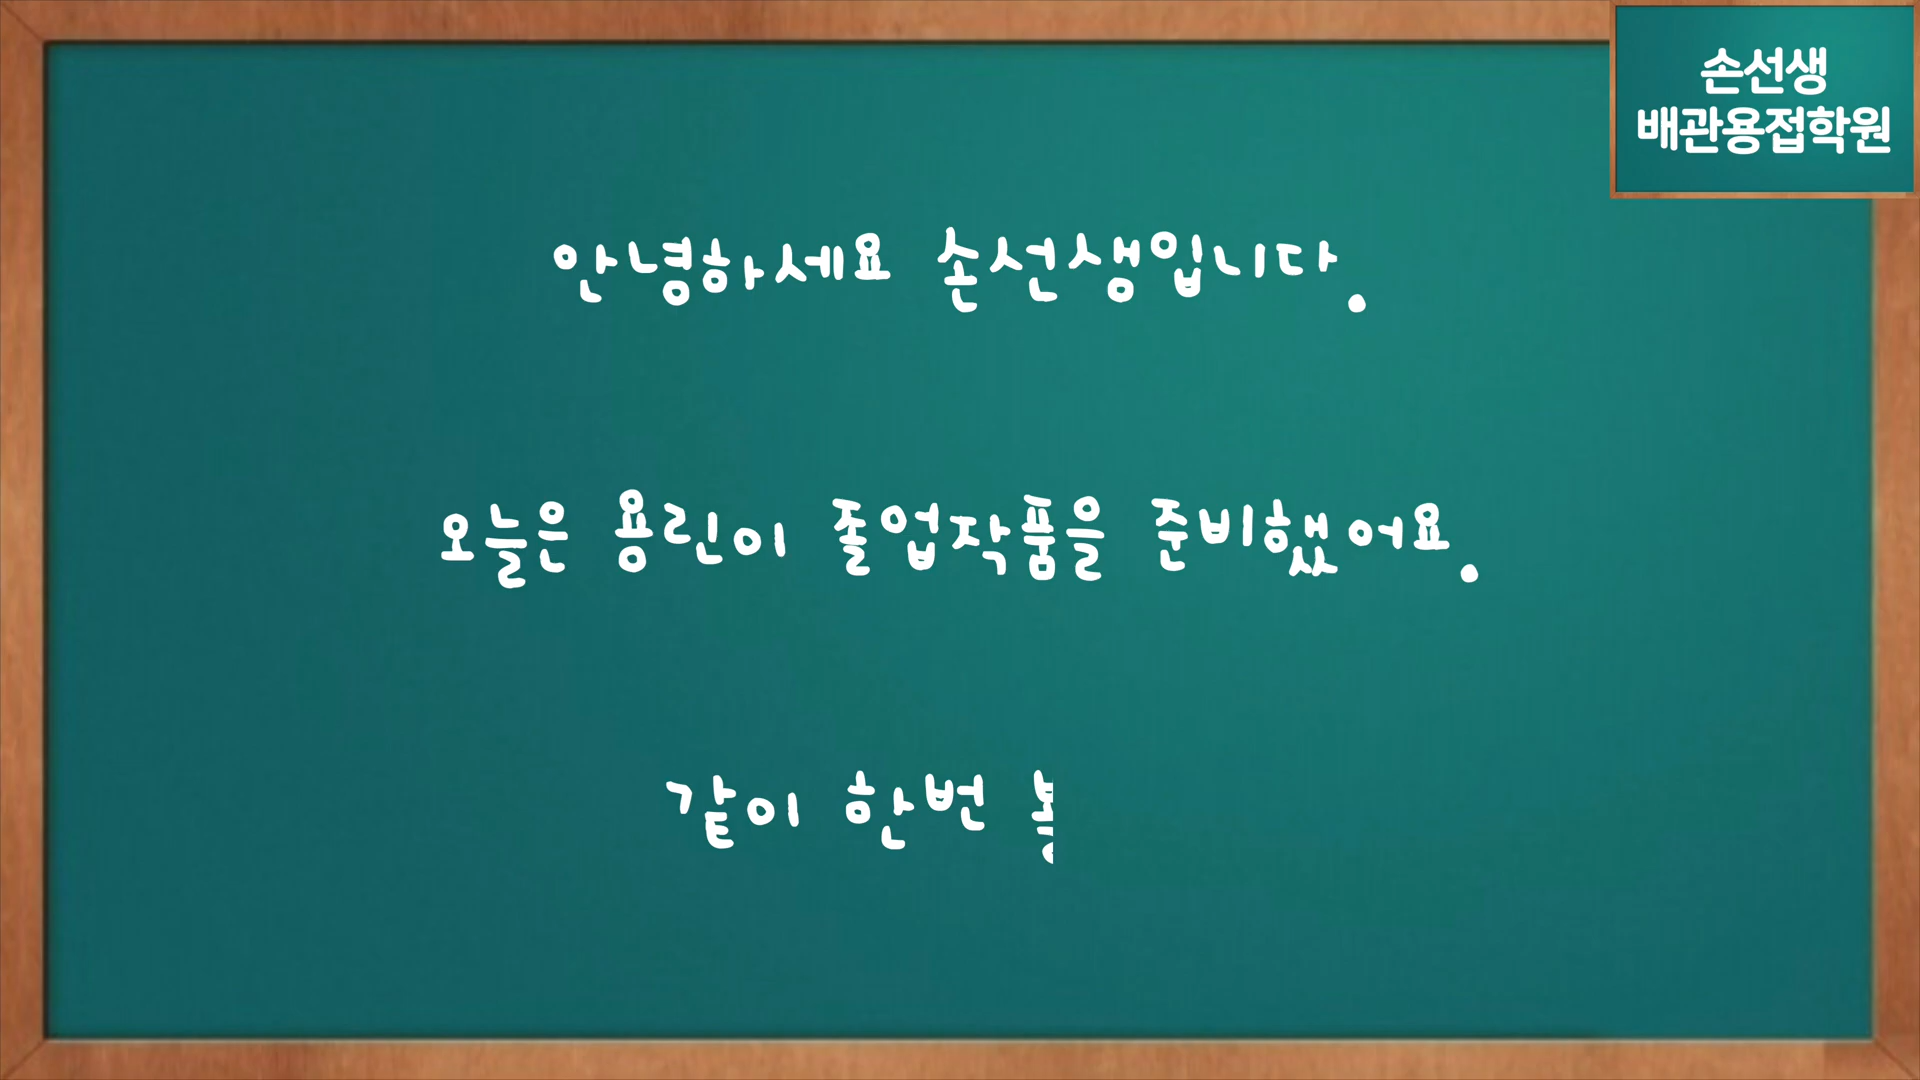 손선생
배관용접학원
안녕하세요 손선생입니다.
오늘은 용린이 졸업작품을 준비했어요.
같이 한번